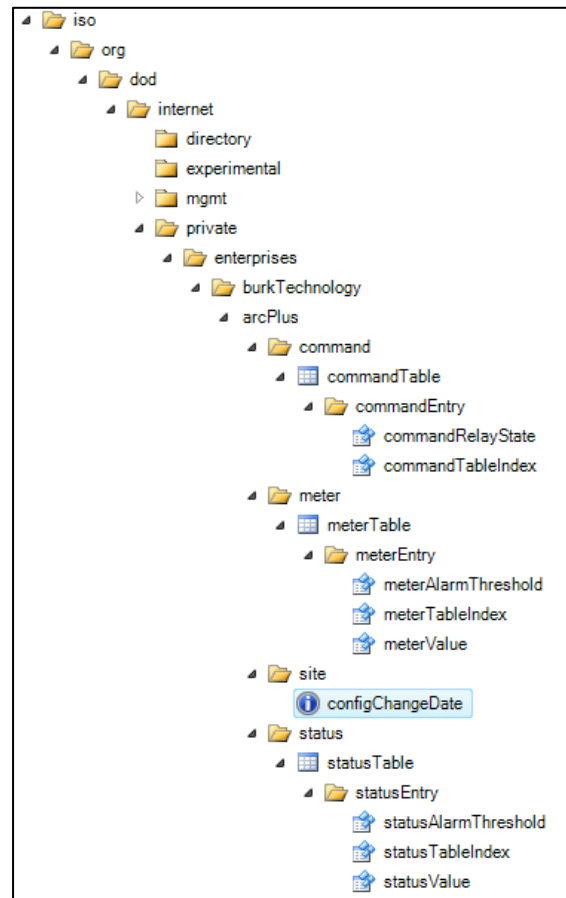 iso
org
dod
internet
directory
experimental
mgmt
private
enterprises
burkTechnology
arcPlus
command
commandTable
commandEntry
commandRelayState
commandTableIndex
meter
meterTable
meterEntry
meterAlarmThreshold
meterTableIndex
meterValue
site
configChangeDate
status
statusTable
statusEntry
statusAlarmThreshold
statusTableIndex
statusValue